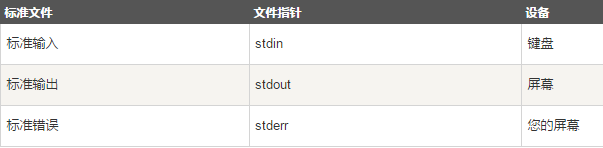 标准文件 文件指针 设备
标准输入 stdin 键盘
标准输出 stdout 屏幕
标准错误 stderr 您的屏幕